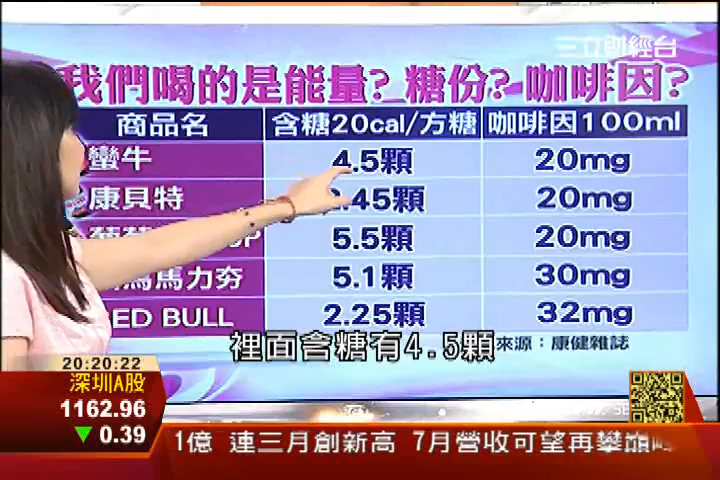 三立財經台
我們喝的是能量? 糖份? 咖啡因?
商品名 含糖20cal/方糖 咖啡因100ml
蠻牛 4.5顆 20mg
康貝特 .45顆 20mg
P 5.5顆 20mg
馬力夯 5.1顆 30mg
ED BULL 2.25顆 32mg
來源：康健雜誌
裡面含糖有4.5顆
20:20:22
深圳A股
1162.96
▼0.39
1億 連三月創新高 7月營收可望再攀巔